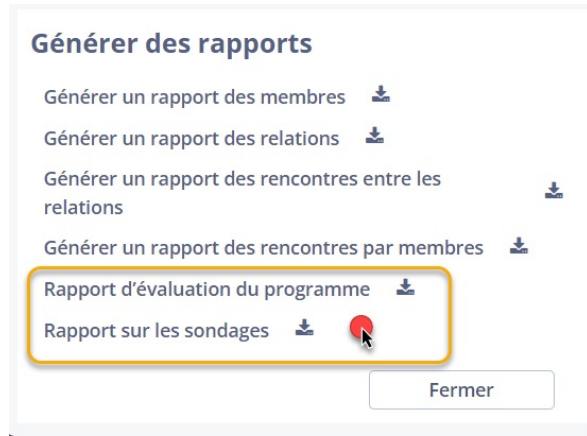 Générer des rapports
Générer un rapport des membres
Générer un rapport des relations
Générer un rapport des rencontres entre les
relations
Générer un rapport des rencontres par membres
Rapport d’évaluation du programme
Rapport sur les sondages
Fermer